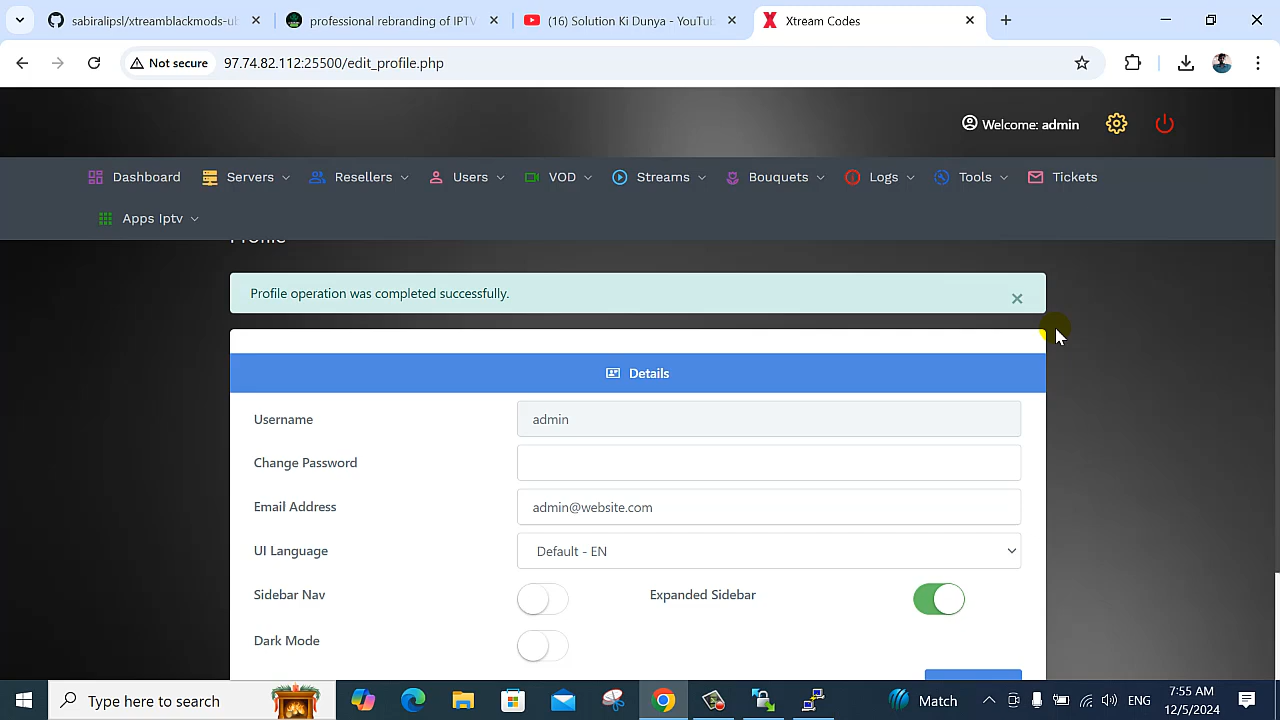 sabiralipsl/xtreamblackmods-ub
professional rebranding of IPTV
(16) Solution Ki Dunya - YouTub
Xtream Codes
Not secure
97.74.82.112:25500/edit_profile.php
Welcome: admin
Dashboard
Servers
Resellers
Users
VOD
Streams
Bouquets
Logs
Tools
Tickets
Apps Iptv
Profile
Profile operation was completed successfully.
Details
Username
admin
Change Password
Email Address
admin@website.com
UI Language
Default - EN
Sidebar Nav
Expanded Sidebar
Dark Mode
Type here to search
Match
ENG
7:55 AM
12/5/2024